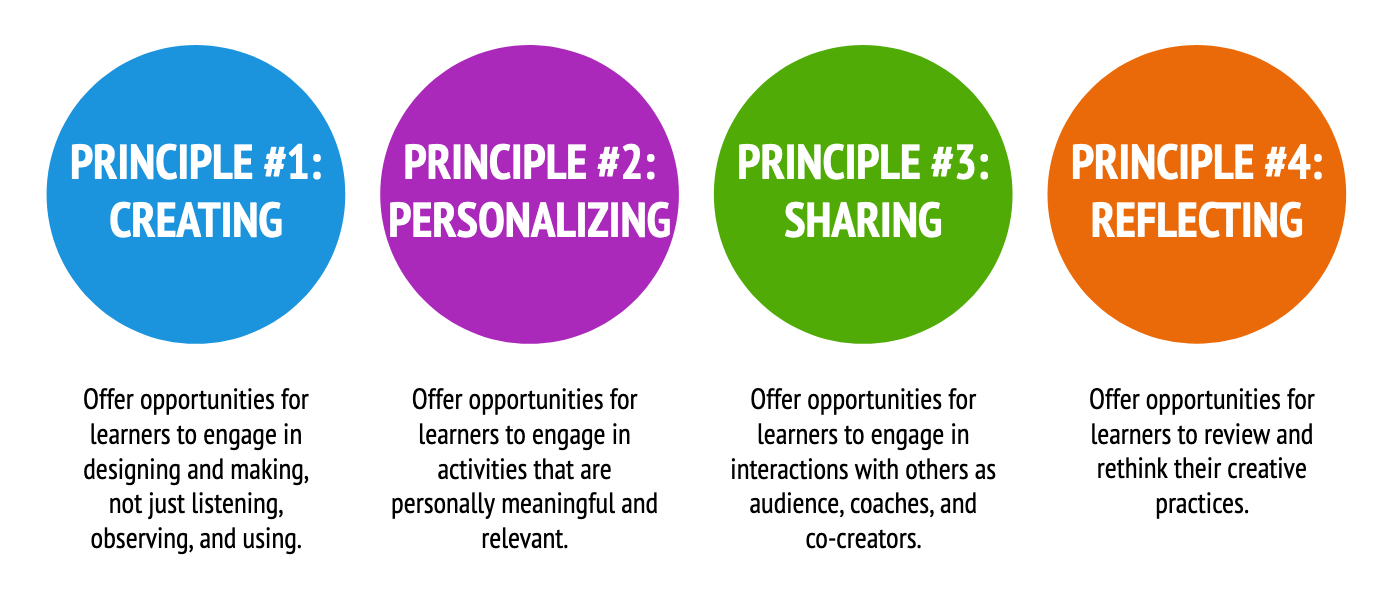 PRINCIPLE #1:
CREATING
Offer opportunities for
learners to engage in
designing and making,
not just listening,
observing, and using.
PRINCIPLE #2:
PERSONALIZING
Offer opportunities for
learners to engage in
activities that are
personally meaningful and
relevant.
PRINCIPLE #3:
SHARING
Offer opportunities for
learners to engage in
interactions with others as
audience, coaches, and
co-creators.
PRINCIPLE #4:
REFLECTING
Offer opportunities for
learners to review and
rethink their creative
practices.